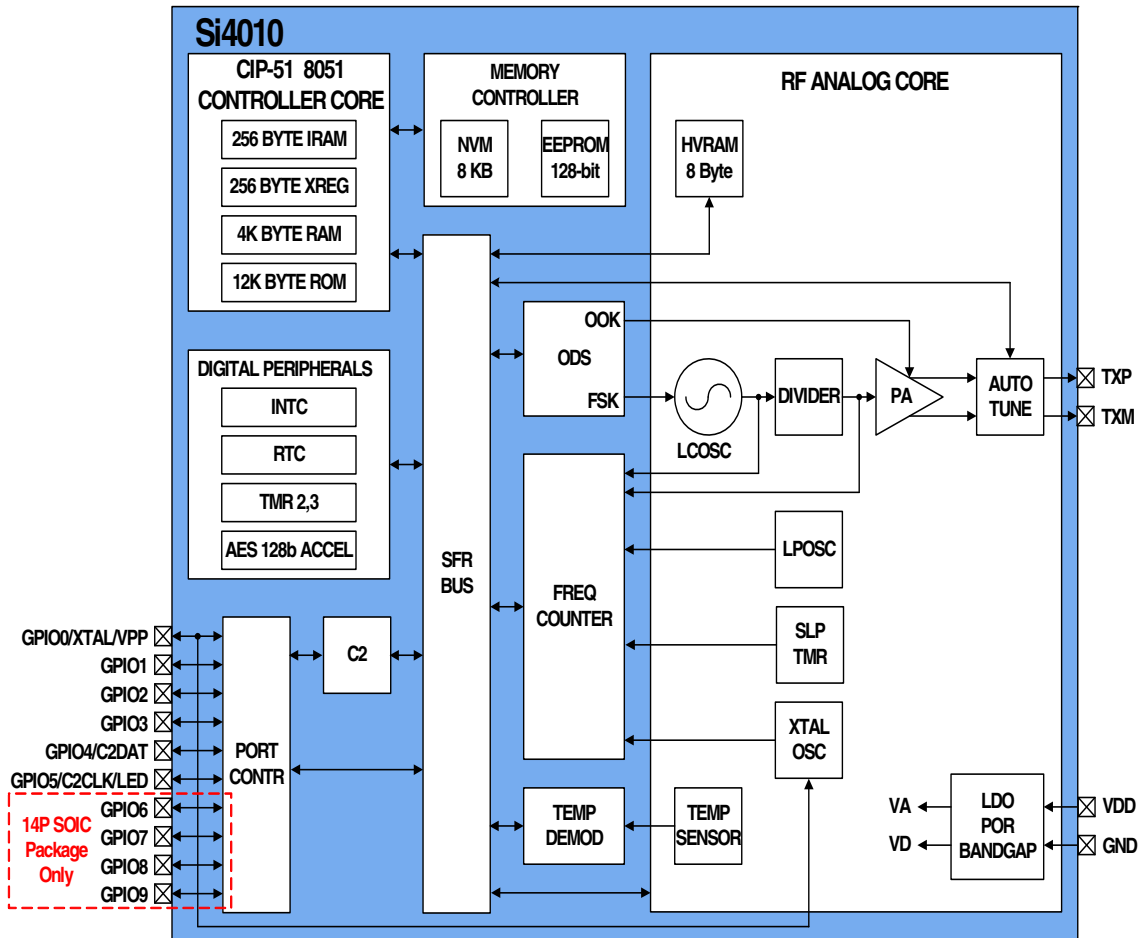 Si4010
CIP-51 8051
CONTROLLER CORE
256 BYTE IRAM
256 BYTE XREG
4K BYTE RAM
12K BYTE ROM
MEMORY
CONTROLLER
NVM
8 KB
EEPROM
128-bit
RF ANALOG CORE
HVRAM
8 Byte
DIGITAL PERIPHERALS
INTC
RTC
TMR 2,3
AES 128b ACCEL
SFR
BUS
OOK
ODS
FSK
LCOSC
DIVIDER
PA
AUTO
TUNE
TXP
TXM
FREQ
COUNTER
LPOSC
SLP
TMR
XTAL
OSC
C2
PORT
CONTR
GPIO0/XTAL/VPP
GPIO1
GPIO2
GPIO3
GPIO4/C2DAT
GPIO5/C2CLK/LED
GPIO6
GPIO7
GPIO8
GPIO9
14P SOIC
Package
Only
TEMP
DEMOD
TEMP
SENSOR
VA
VD
LDO
POR
BANDGAP
VDD
GND